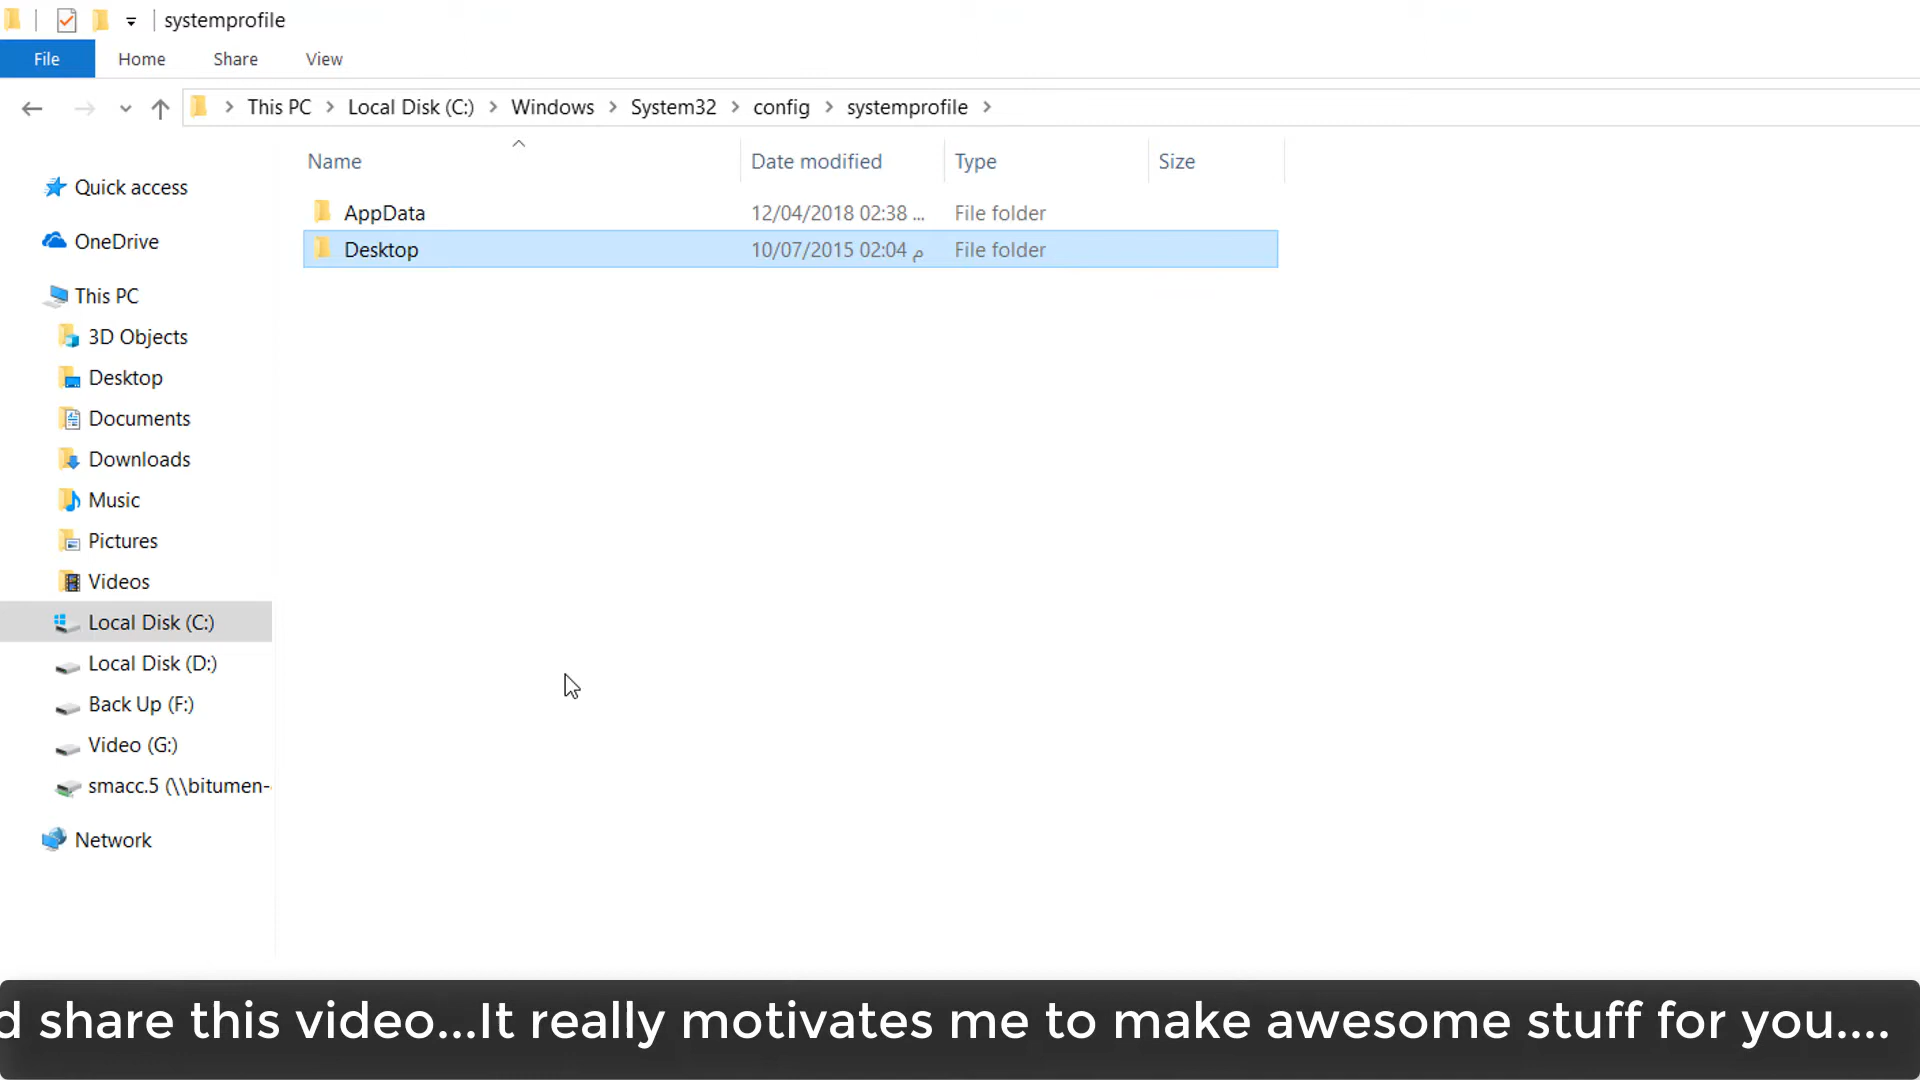 systemprofile
File Home Share View
This PC Local Disk (C:) Windows System32 config systemprofile
Name Date modified Type Size
AppData 12/04/2018 02:38 ... File folder
Desktop 10/07/2015 02:04 م File folder
Quick access
OneDrive
This PC
3D Objects
Desktop
Documents
Downloads
Music
Pictures
Videos
Local Disk (C:)
Local Disk (D:)
Back Up (F:)
Video (G:)
smacc.5 (\\bitumen-
Network
d share this video...It really motivates me to make awesome stuff for you....